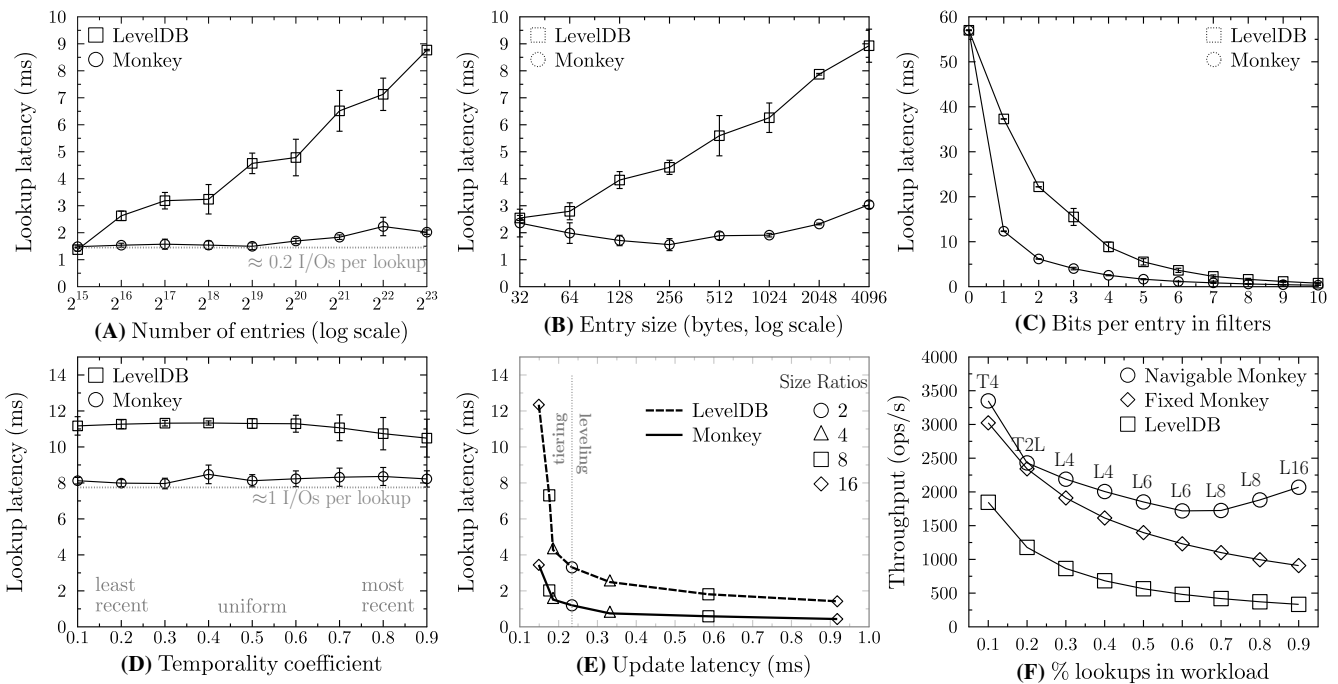 10
9
8
7
6
5
4
3
2
1
0
Lookup latency (ms)
LevelDB
Monkey
≈ 0.2 I/Os per lookup
2^15 2^16 2^17 2^18 2^19 2^20 2^21 2^22 2^23
(A) Number of entries (log scale)
10
9
8
7
6
5
4
3
2
1
0
Lookup latency (ms)
LevelDB
Monkey
32 64 128 256 512 1024 2048 4096
(B) Entry size (bytes, log scale)
60
50
40
30
20
10
0
Lookup latency (ms)
LevelDB
Monkey
0 1 2 3 4 5 6 7 8 9 10
(C) Bits per entry in filters
14
12
10
8
6
4
2
0
Lookup latency (ms)
LevelDB
Monkey
≈1 I/Os per lookup
least
recent
uniform
most
recent
0.1 0.2 0.3 0.4 0.5 0.6 0.7 0.8 0.9
(D) Temporality coefficient
14
12
10
8
6
4
2
0
Lookup latency (ms)
tiering
leveling
LevelDB
Monkey
Size Ratios
2
4
8
16
0.1 0.2 0.3 0.4 0.5 0.6 0.7 0.8 0.9 1.0
(E) Update latency (ms)
4000
3500
3000
2500
2000
1500
1000
500
0
Throughput (ops/s)
Navigable Monkey
Fixed Monkey
LevelDB
T4
T2L
L4
L4
L6
L6
L8
L8
L16
0.1 0.2 0.3 0.4 0.5 0.6 0.7 0.8 0.9
(F) % lookups in workload